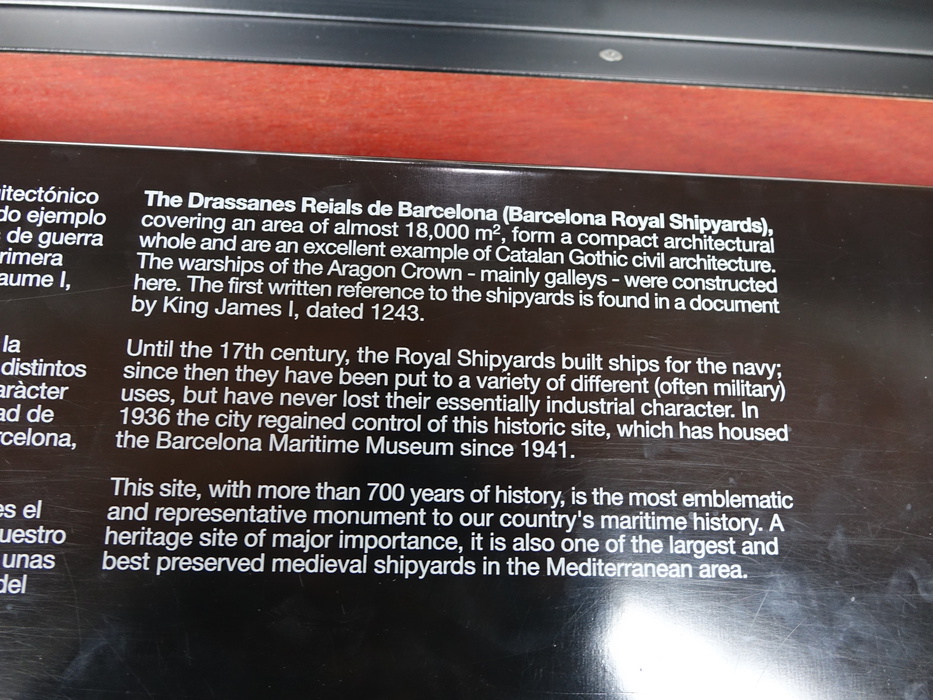 itectónico
do ejemplo
de guerra
rimera
aume I,
la
distintos
aràcter
ad de
rcelona,
es el
uestro
unas
del
The Drassanes Reials de Barcelona (Barcelona Royal Shipyards),
covering an area of almost 18,000 m², form a compact architectural
whole and are an excellent example of Catalan Gothic civil architecture.
The warships of the Aragon Crown - mainly galleys - were constructed
here. The first written reference to the shipyards is found in a document
by King James I, dated 1243.
Until the 17th century, the Royal Shipyards built ships for the navy;
since then they have been put to a variety of different (often military)
uses, but have never lost their essentially industrial character. In
1936 the city regained control of this historic site, which has housed
the Barcelona Maritime Museum since 1941.
This site, with more than 700 years of history, is the most emblematic
and representative monument to our country's maritime history. A
heritage site of major importance, it is also one of the largest and
best preserved medieval shipyards in the Mediterranean area.